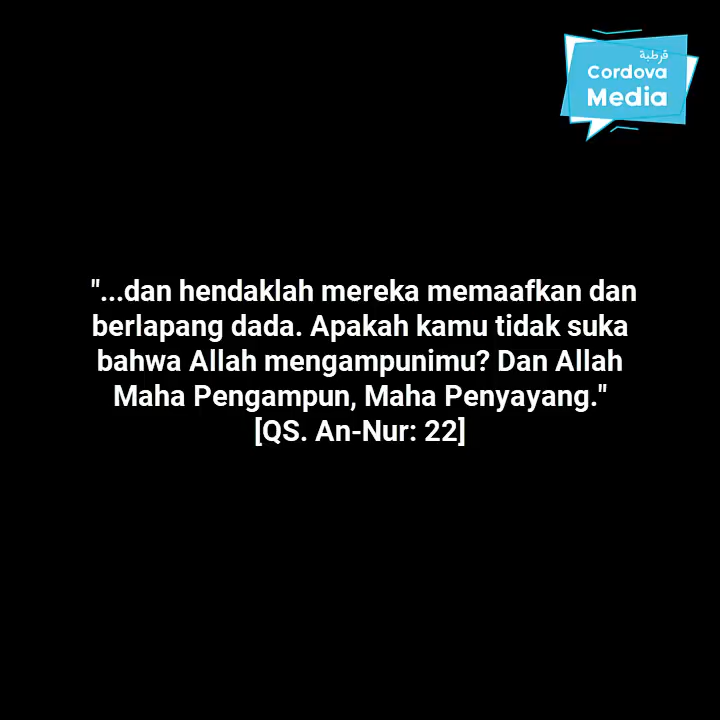 قرطبة
Cordova
Media
"...dan hendaklah mereka memaafkan dan
berlapang dada. Apakah kamu tidak suka
bahwa Allah mengampunimu? Dan Allah
Maha Pengampun, Maha Penyayang."
[QS. An-Nur: 22]